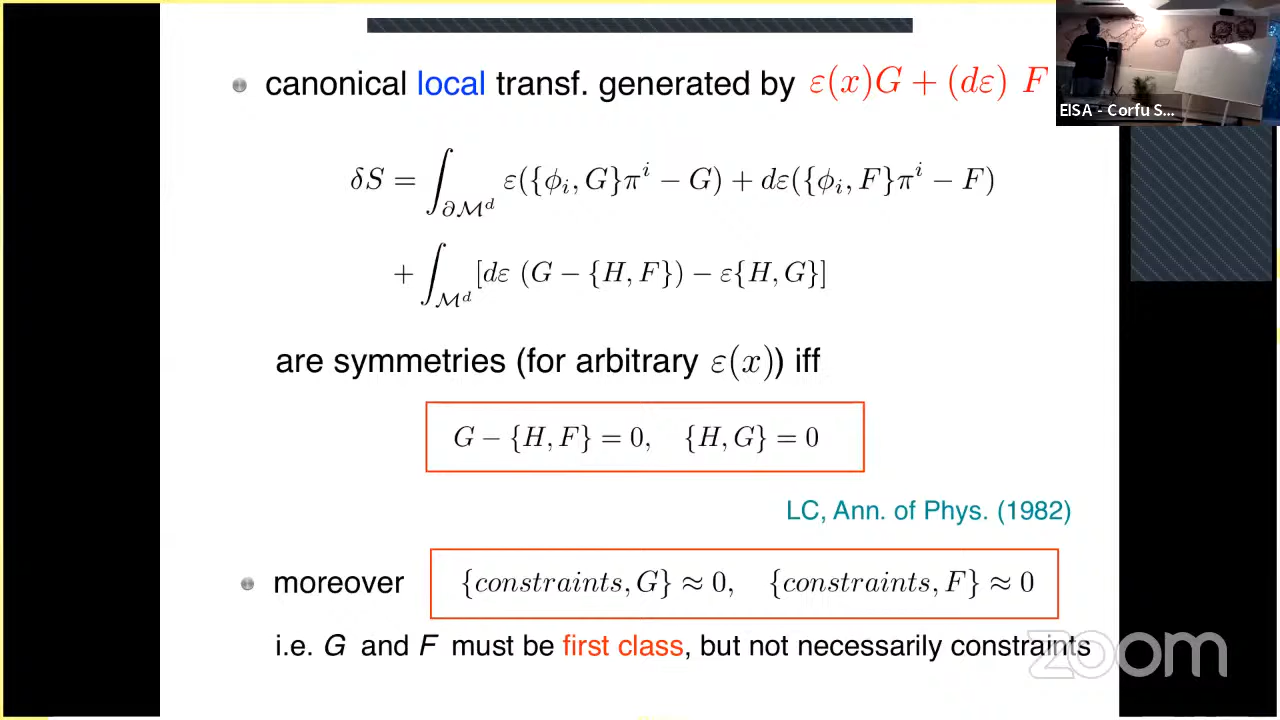 canonical local transf. generated by ε(x)G + (dε) F
EISA - Corfu S...
δS = ∫_{∂ℳ^d} ε({ϕ_i, G}π^i − G) + dε({ϕ_i, F}π^i − F)
+ ∫_{ℳ^d} [dε (G − {H, F}) − ε{H, G}]
are symmetries (for arbitrary ε(x)) iff
G − {H, F} = 0, {H, G} = 0
LC, Ann. of Phys. (1982)
moreover {constraints, G} ≈ 0, {constraints, F} ≈ 0
i.e. G and F must be first class, but not necessarily constraints
zoom